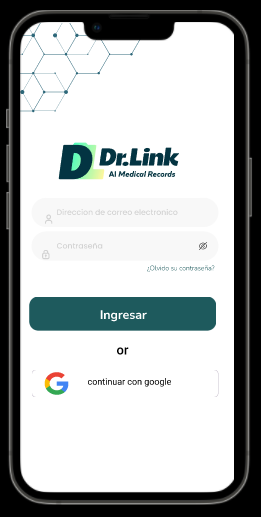 Dr.Link
AI Medical Records
Direccion de correo electronico
Contraseña
¿Olvido su contraseña?
Ingresar
or
continuar con google